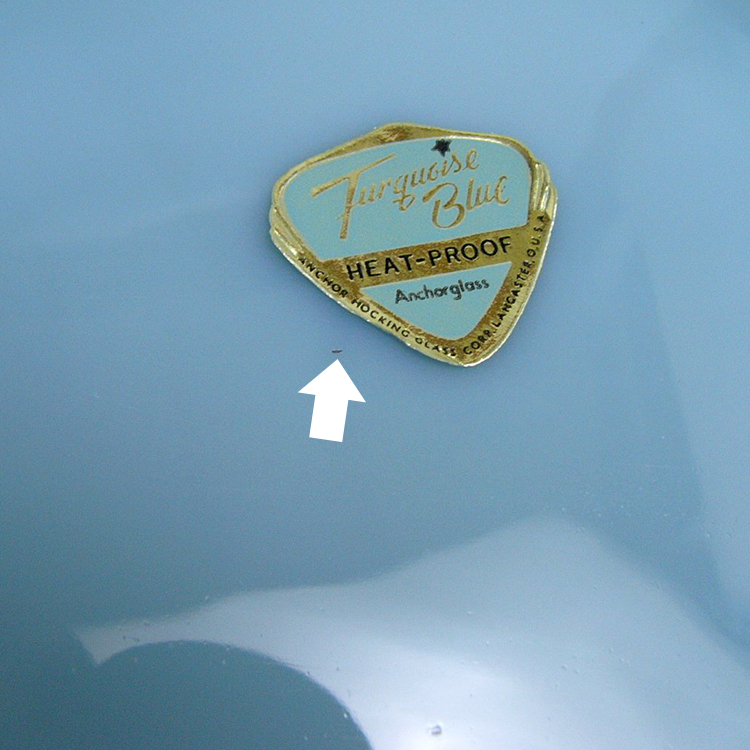 Turquoise
Blue
HEAT-PROOF
Anchorglass
ANCHOR HOCKING GLASS CORP. LANCASTER, O. U.S.A